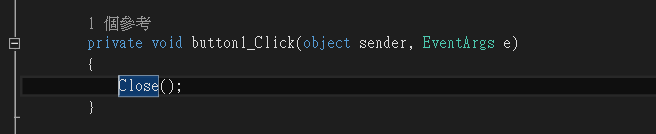 1 個參考
private void button1_Click(object sender, EventArgs e)
{
Close();
}